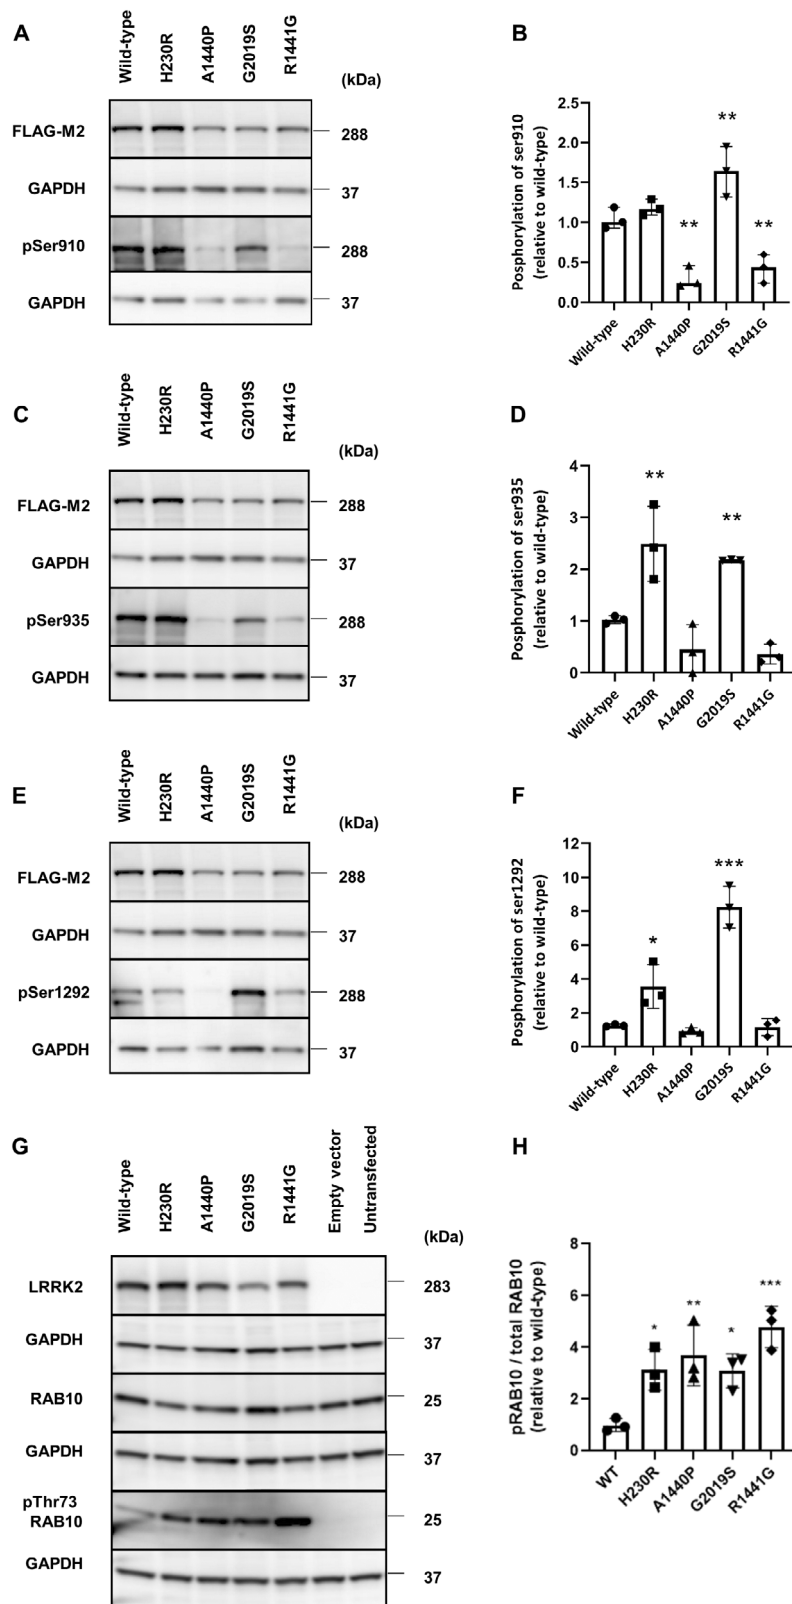 A
Wild-type
H230R
A1440P
G2019S
R1441G
(kDa)
FLAG-M2
288
GAPDH
37
pSer910
288
GAPDH
37
B
Posphorylation of ser910
(relative to wild-type)
2.5
2.0
1.5
1.0
0.5
0.0
**
**
**
Wild-type
H230R
A1440P
G2019S
R1441G
C
Wild-type
H230R
A1440P
G2019S
R1441G
(kDa)
FLAG-M2
288
GAPDH
37
pSer935
288
GAPDH
37
D
Posphorylation of ser935
(relative to wild-type)
4
3
2
1
0
**
**
Wild-type
H230R
A1440P
G2019S
R1441G
E
Wild-type
H230R
A1440P
G2019S
R1441G
(kDa)
FLAG-M2
288
GAPDH
37
pSer1292
288
GAPDH
37
F
Posphorylation of ser1292
(relative to wild-type)
12
10
8
6
4
2
0
*
***
Wild-type
H230R
A1440P
G2019S
R1441G
G
Wild-type
H230R
A1440P
G2019S
R1441G
Empty vector
Untransfected
(kDa)
LRRK2
283
GAPDH
37
RAB10
25
GAPDH
37
pThr73
RAB10
25
GAPDH
37
H
pRAB10 / total RAB10
(relative to wild-type)
8
6
4
2
0
*
**
*
***
WT
H230R
A1440P
G2019S
R1441G